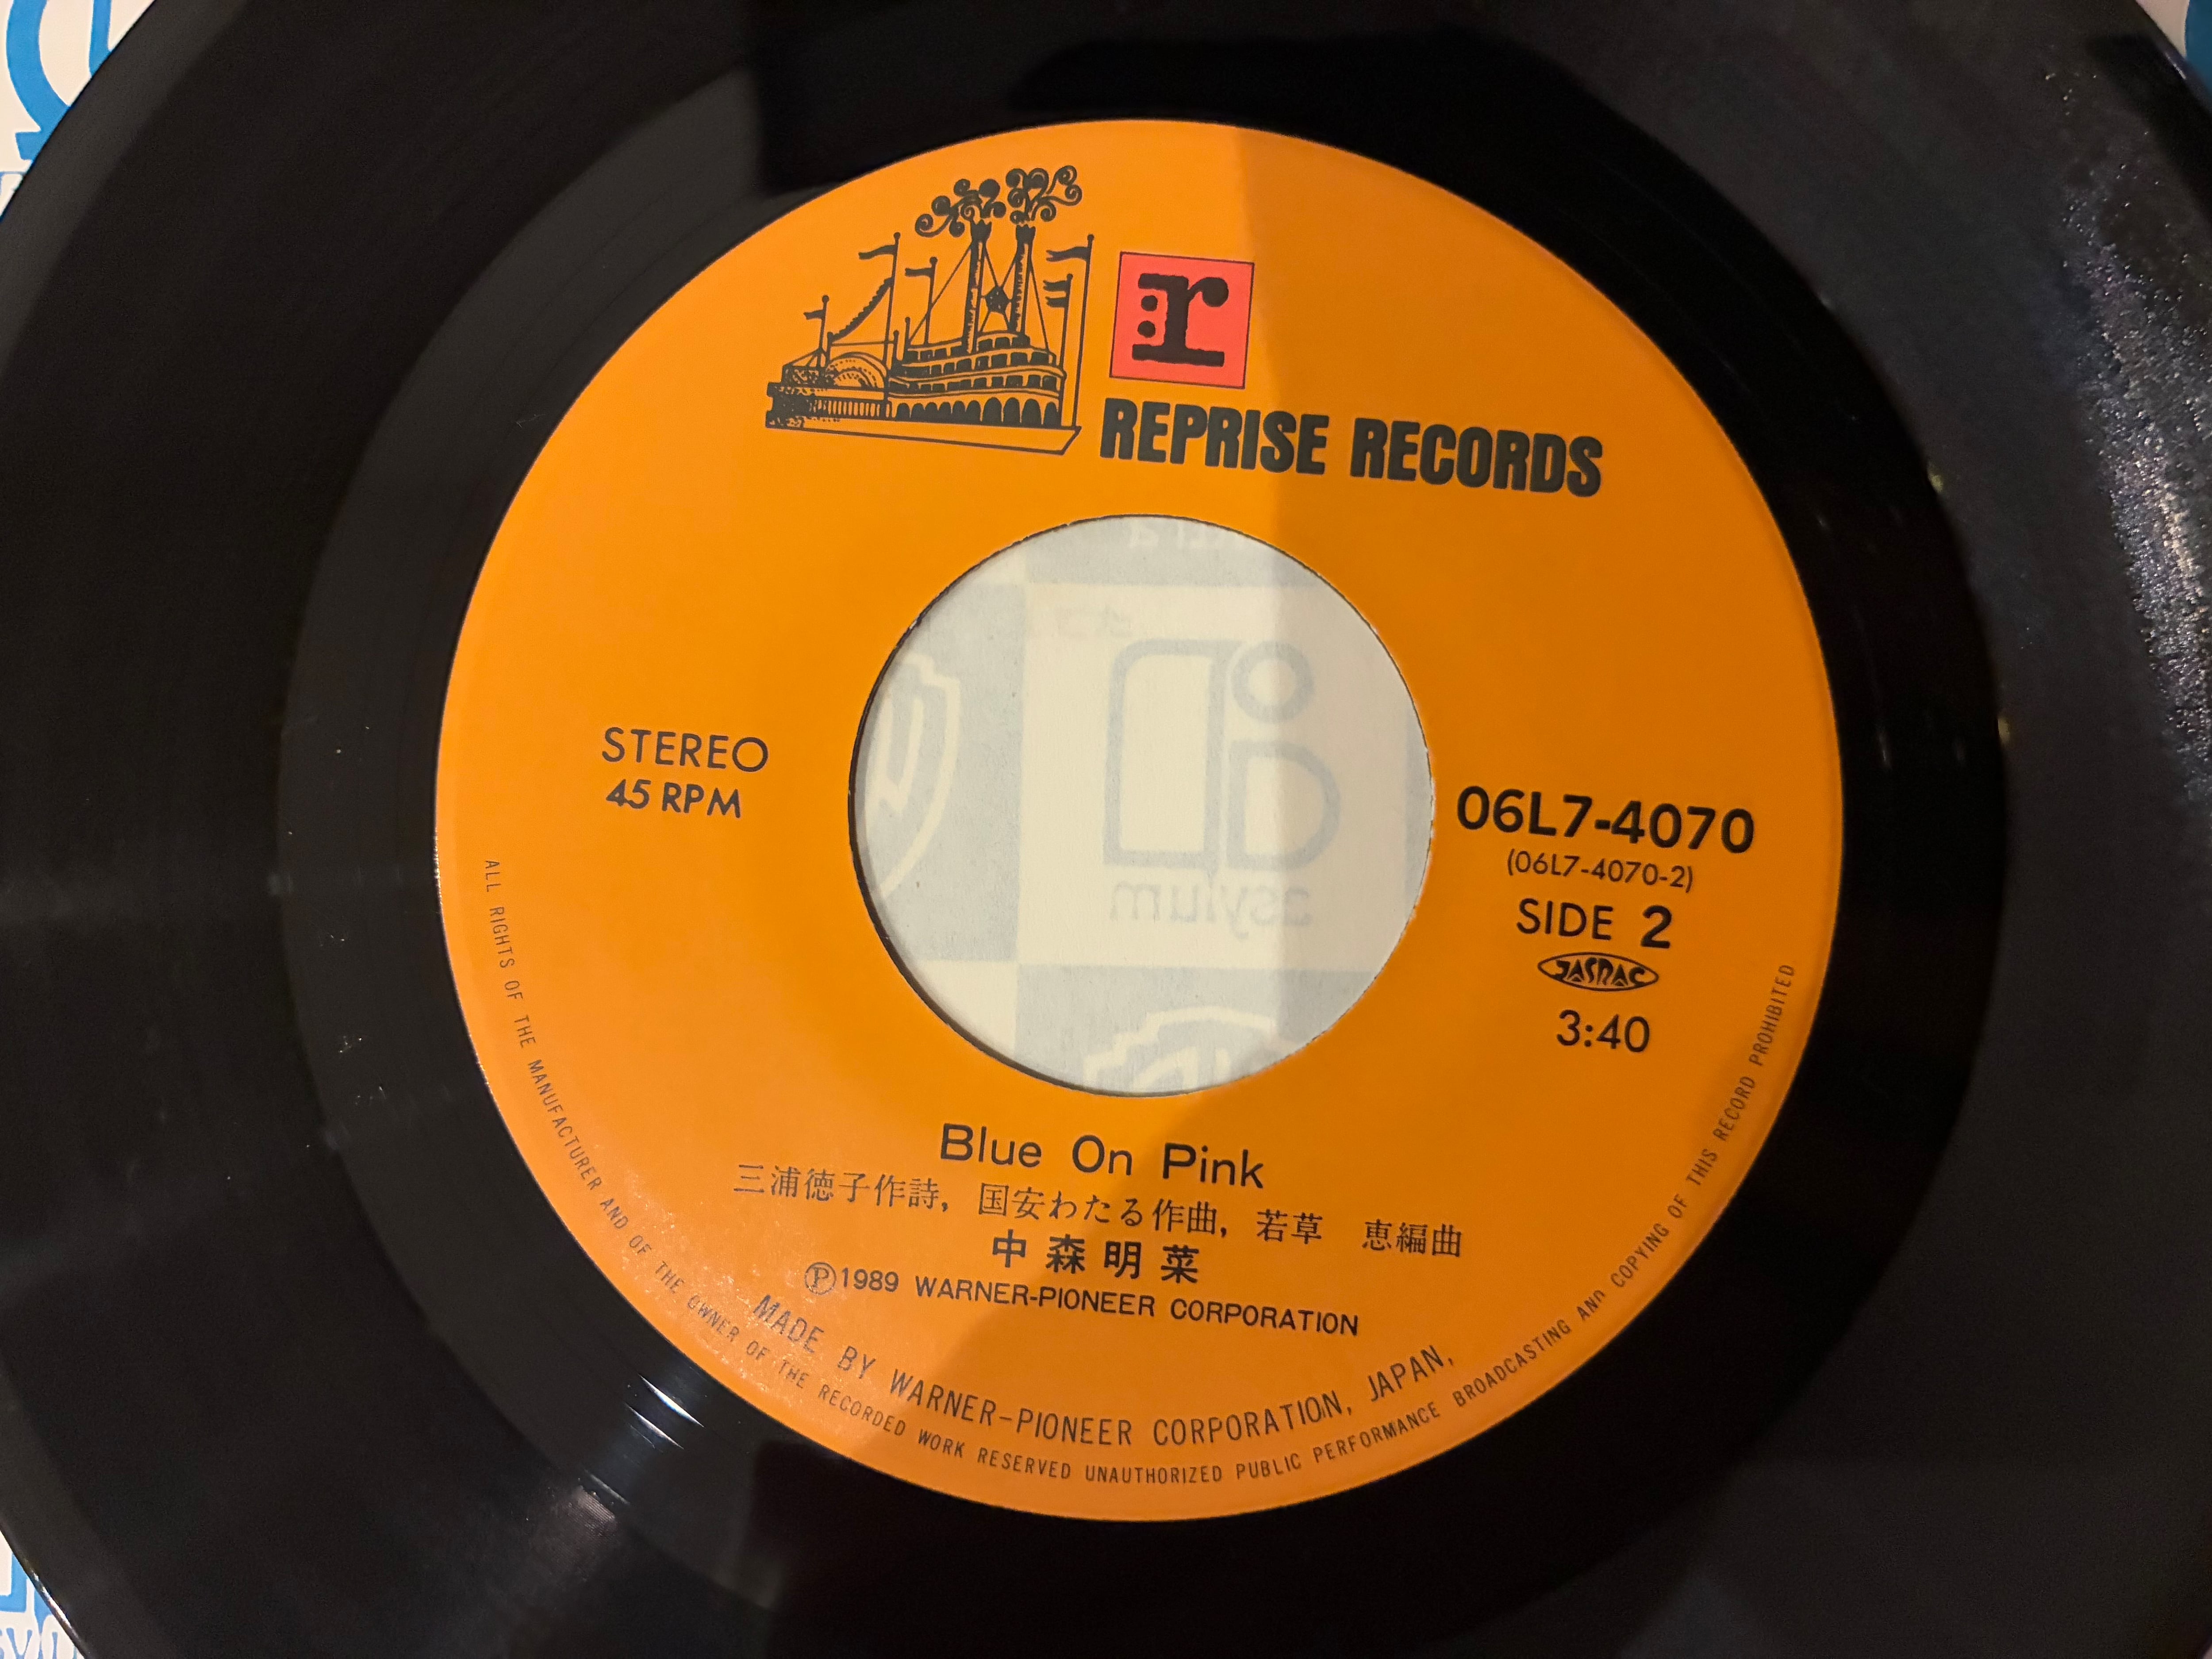 r:
REPRISE RECORDS
STEREO
45 RPM
06L7-4070
(06L7-4070-2)
SIDE 2
JASRAC
3:40
asylum
Blue On Pink
三浦徳子作詩, 国安わたる作曲, 若草 恵編曲
中森明菜
Ⓟ1989 WARNER-PIONEER CORPORATION
MADE BY WARNER-PIONEER CORPORATION, JAPAN,
ALL RIGHTS OF THE MANUFACTURER AND OF THE OWNER OF THE RECORDED WORK RESERVED UNAUTHORIZED PUBLIC PERFORMANCE BROADCASTING AND COPYING OF THIS RECORD PROHIBITED